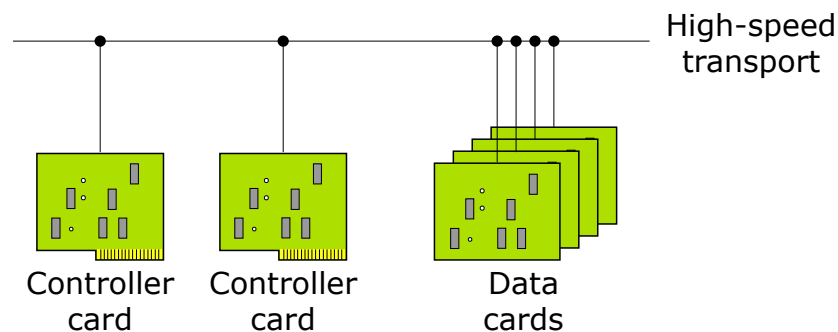 High-speed
transport
Controller
card
Controller
card
Data
cards